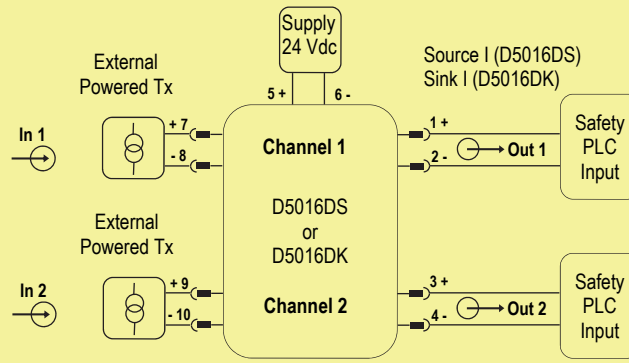 Supply
24 Vdc
5 +
6 -
Source I (D5016DS)
Sink I (D5016DK)
External
Powered Tx
In 1
+ 7
- 8
Channel 1
1 +
2 -
Out 1
Safety
PLC
Input
D5016DS
or
D5016DK
External
Powered Tx
In 2
+ 9
- 10
Channel 2
3 +
4 -
Out 2
Safety
PLC
Input